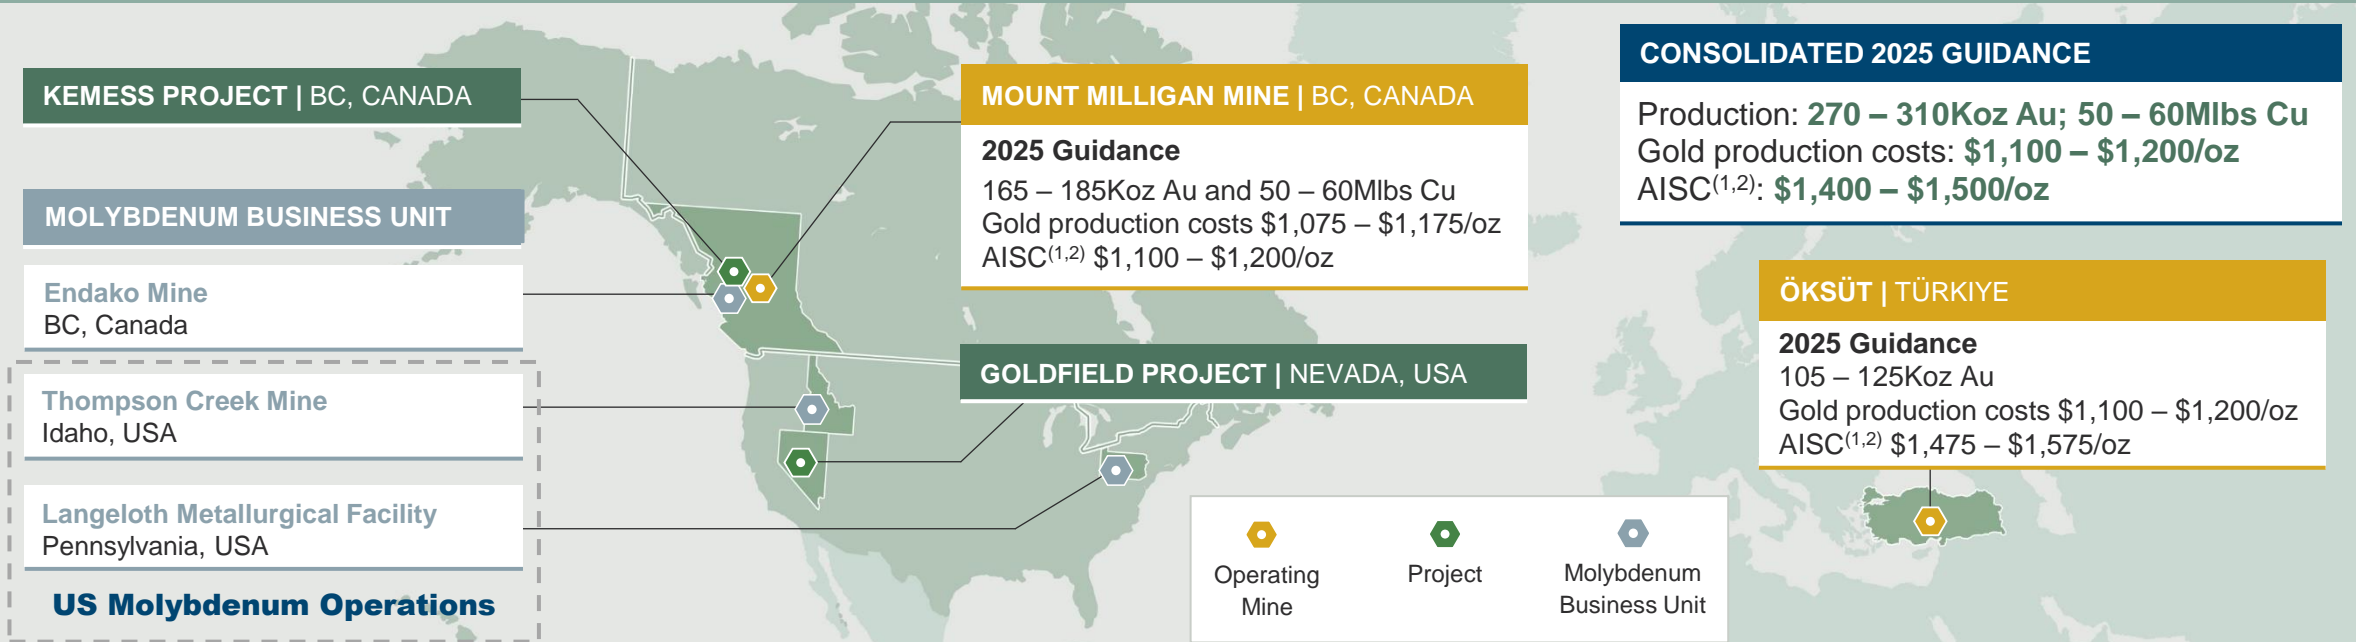 KEMESS PROJECT | BC, CANADA
MOLYBDENUM BUSINESS UNIT
Endako Mine
BC, Canada
Thompson Creek Mine
Idaho, USA
Langeloth Metallurgical Facility
Pennsylvania, USA
US Molybdenum Operations
MOUNT MILLIGAN MINE | BC, CANADA
2025 Guidance
165 – 185Koz Au and 50 – 60Mlbs Cu
Gold production costs $1,075 – $1,175/oz
AISC(1,2) $1,100 – $1,200/oz
GOLDFIELD PROJECT | NEVADA, USA
CONSOLIDATED 2025 GUIDANCE
Production: 270 – 310Koz Au; 50 – 60Mlbs Cu
Gold production costs: $1,100 – $1,200/oz
AISC(1,2): $1,400 – $1,500/oz
ÖKSÜT | TÜRKIYE
2025 Guidance
105 – 125Koz Au
Gold production costs $1,100 – $1,200/oz
AISC(1,2) $1,475 – $1,575/oz
Operating
Mine
Project
Molybdenum
Business Unit